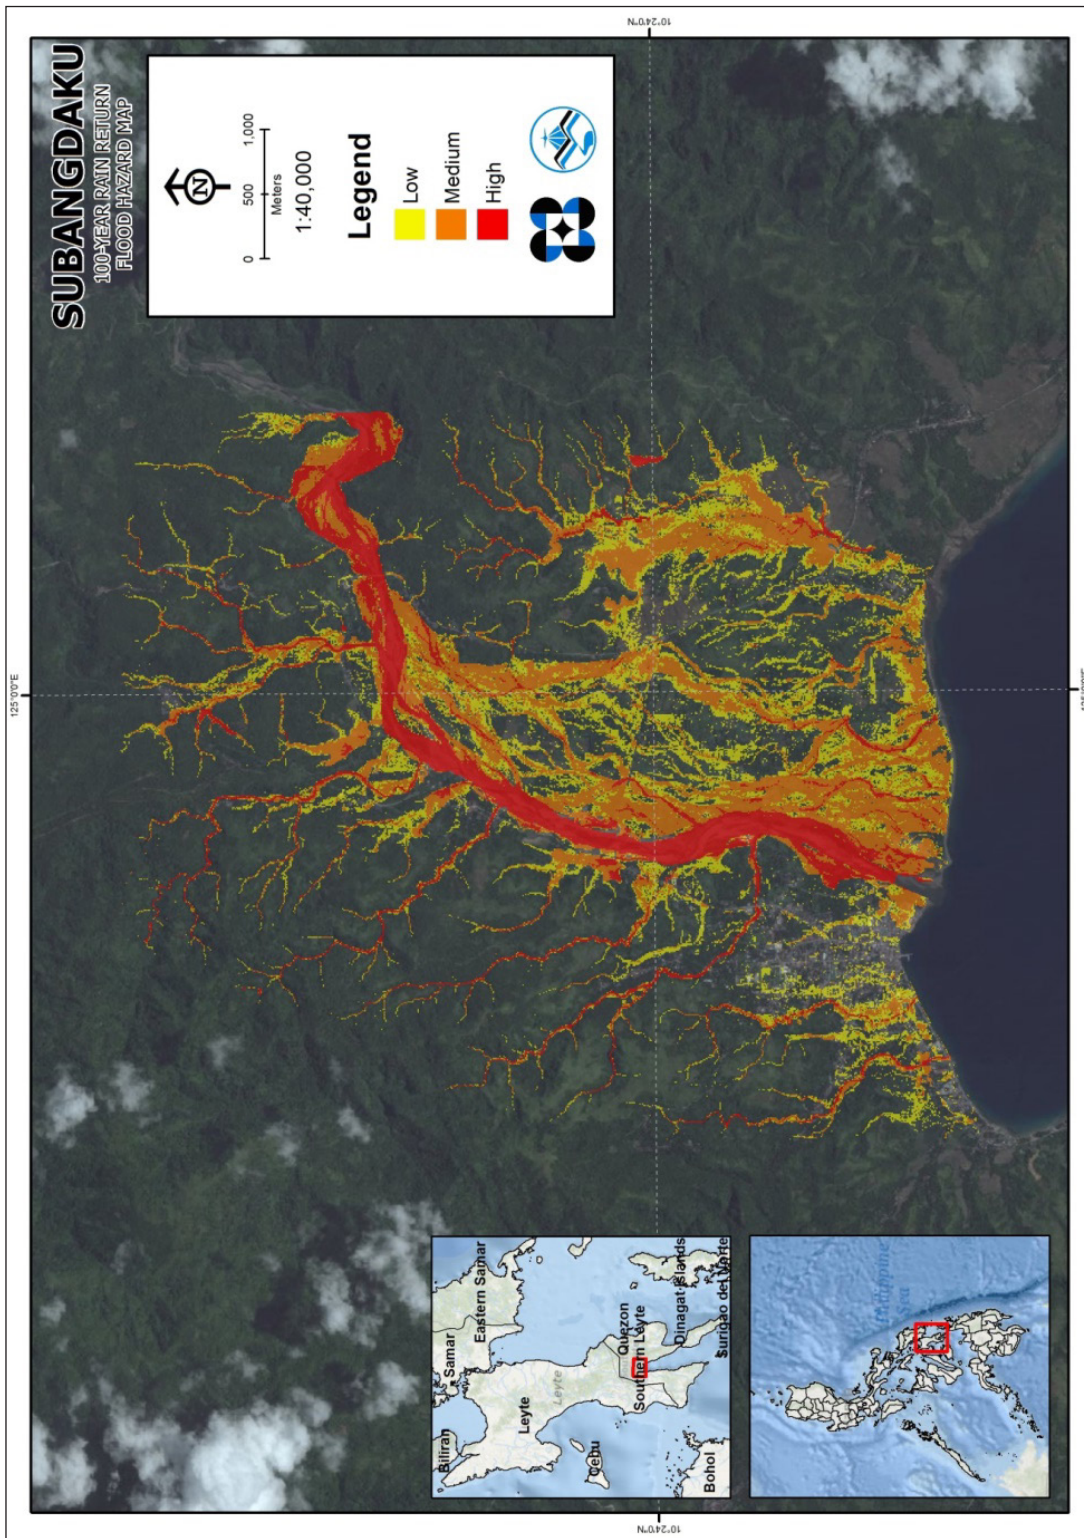 SUBANGDAKU
100-YEAR RAIN RETURN
FLOOD HAZARD MAP
N
0 500 1,000
Meters
1:40,000
Legend
Low
Medium
High
125°0'0"E
10°24'0"N
10°24'0"N
Biliran
Samar
Eastern Samar
Leyte
Leyte
Cebu
Quezon
Southern Leyte
Bohol
Dinagat-Islands
Surigao del Norte
Philippine
Sea